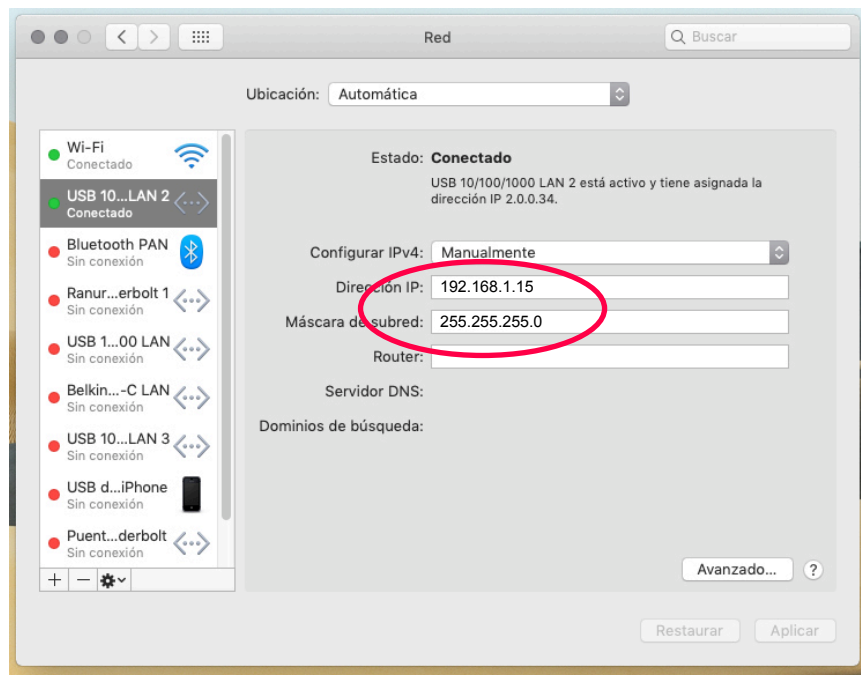 Red
Buscar
Ubicación: Automática
Wi-Fi
Conectado
USB 10...LAN 2
Conectado
Bluetooth PAN
Sin conexión
Ranur...erbolt 1
Sin conexión
USB 1...00 LAN
Sin conexión
Belkin...-C LAN
Sin conexión
USB 10...LAN 3
Sin conexión
USB d...iPhone
Sin conexión
Puent...derbolt
Sin conexión
Estado: Conectado
USB 10/100/1000 LAN 2 está activo y tiene asignada la
dirección IP 2.0.0.34.
Configurar IPv4: Manualmente
Dirección IP: 192.168.1.15
Máscara de subred: 255.255.255.0
Router:
Servidor DNS:
Dominios de búsqueda:
Avanzado... ?
Restaurar Aplicar